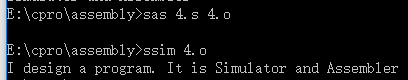 E:\cpro\assembly>sas 4.s 4.o
E:\cpro\assembly>ssim 4.o
I design a program. It is Simulator and Assembler